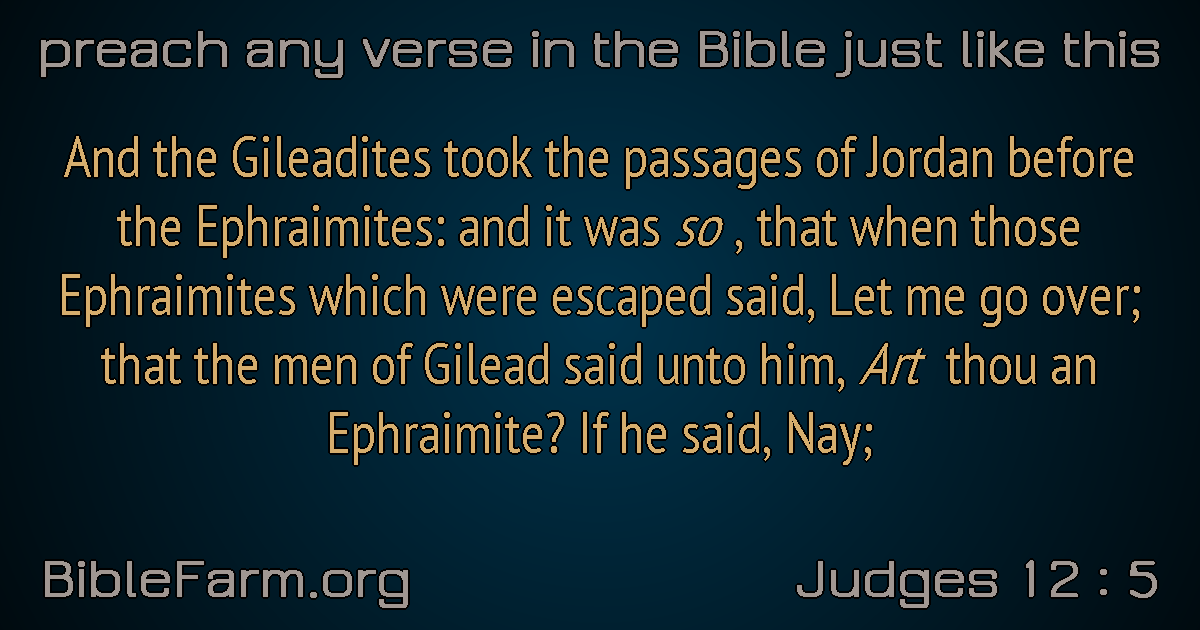 preach any verse in the Bible just like this
And the Gileadites took the passages of Jordan before
the Ephraimites: and it was so , that when those
Ephraimites which were escaped said, Let me go over;
that the men of Gilead said unto him, Art thou an
Ephraimite? If he said, Nay;
BibleFarm.org
Judges 12 : 5